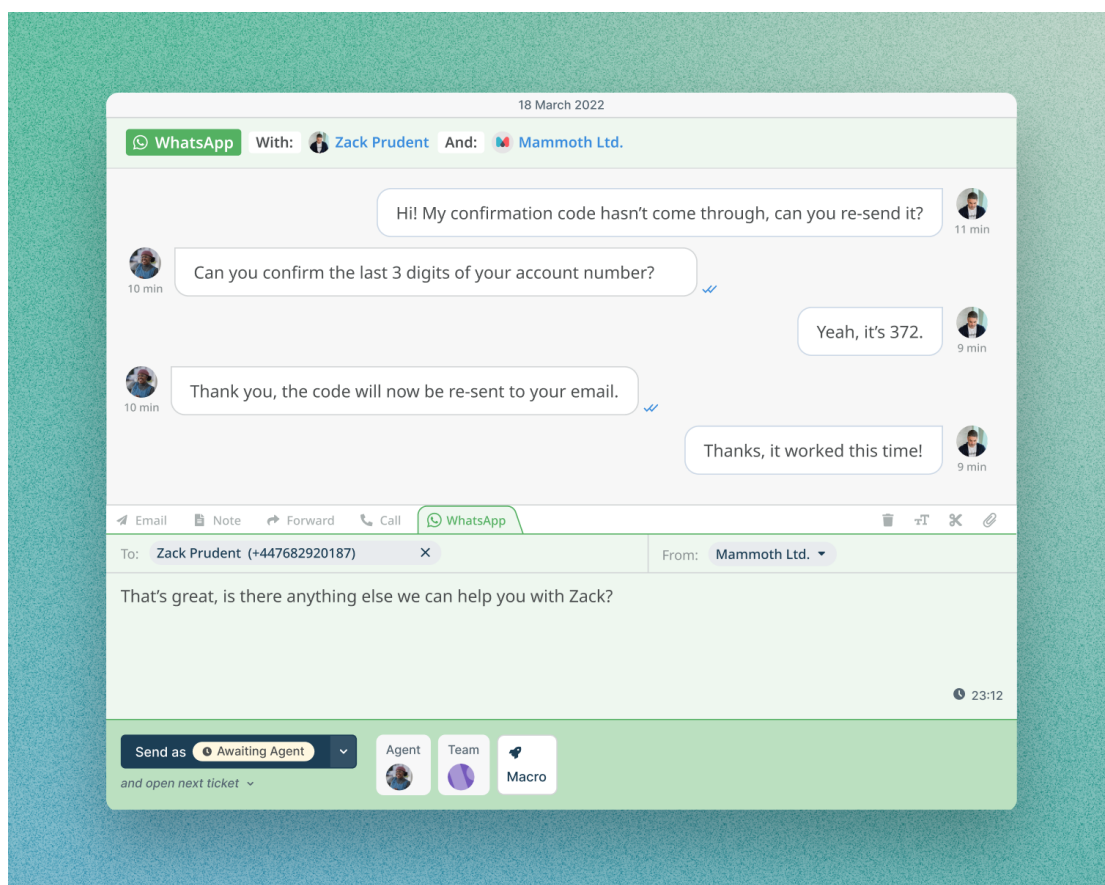 18 March 2022
WhatsApp With: Zack Prudent And: Mammoth Ltd.
Hi! My confirmation code hasn’t come through, can you re-send it?
11 min
Can you confirm the last 3 digits of your account number?
10 min
Yeah, it’s 372.
9 min
Thank you, the code will now be re-sent to your email.
10 min
Thanks, it worked this time!
9 min
Email Note Forward Call WhatsApp
To: Zack Prudent (+447682920187) From: Mammoth Ltd.
That’s great, is there anything else we can help you with Zack?
23:12
Send as Awaiting Agent
and open next ticket
Agent
Team
Macro